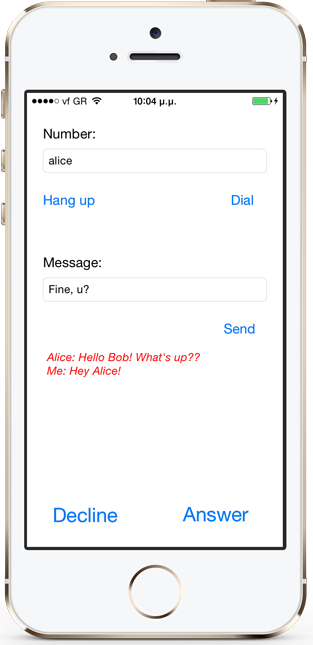 vf GR 10:04 μ.μ.
Number:
alice
Hang up Dial
Message:
Fine, u?
Send
Alice: Hello Bob! What's up??
Me: Hey Alice!
Decline Answer